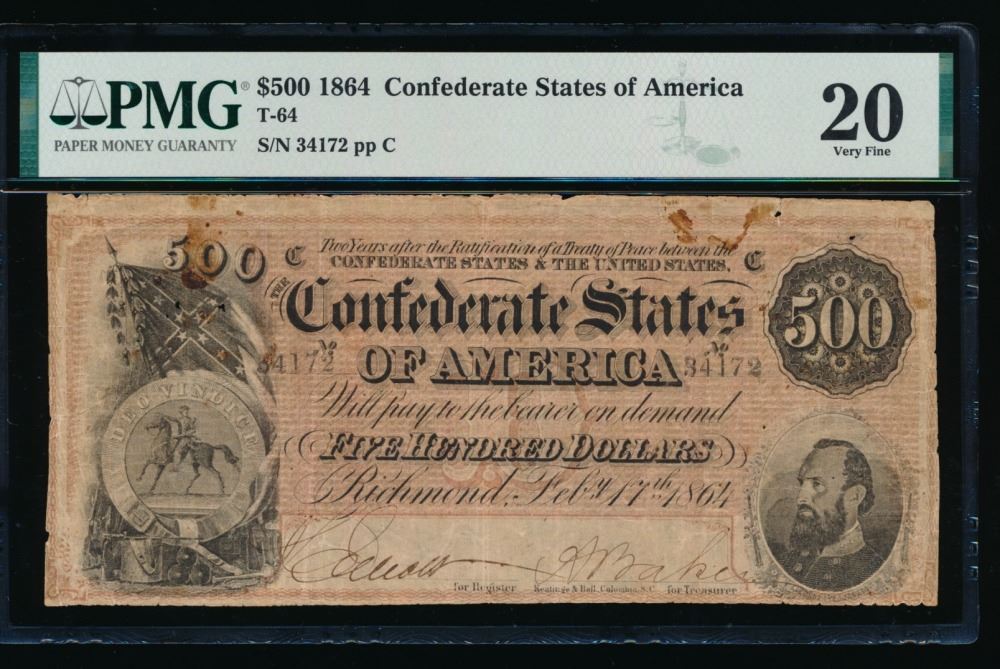 PMG®
PAPER MONEY GUARANTY
$500 1864 Confederate States of America
T-64
S/N 34172 pp C
20
Very Fine
500 C Two Years after the Ratification of a Treaty of Peace between the C
CONFEDERATE STATES & THE UNITED STATES,
THE
Confederate States
500
34172 OF AMERICA 34172
Will pay to the bearer on demand
FIVE HUNDRED DOLLARS
Richmond, Feby. 17th 1864
DEO VINDICE
for Register Keatinge & Ball, Columbia, S.C. for Treasurer